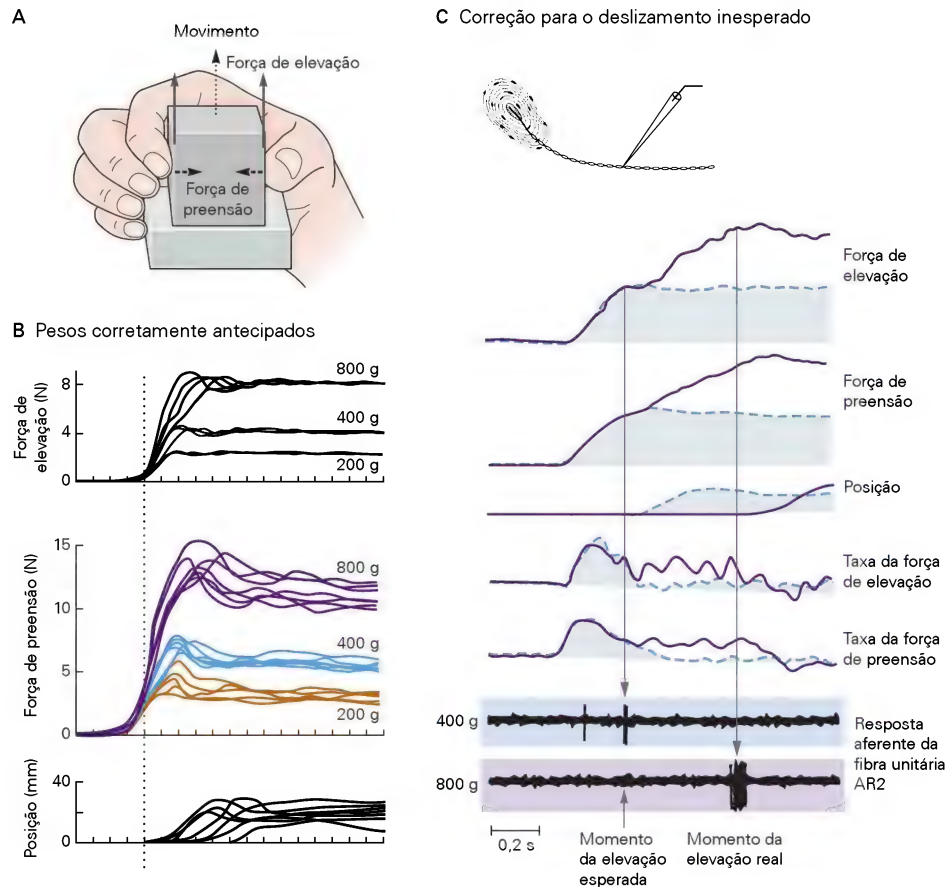 A
Movimento
Força de elevação
Força de
preensão
B Pesos corretamente antecipados
Força de
elevação (N)
8
4
0
800 g
400 g
200 g
Força de preensão (N)
15
10
5
0
800 g
400 g
200 g
Posição (mm)
40
20
0
C Correção para o deslizamento inesperado
Força de
elevação
Força de
preensão
Posição
Taxa da força
de elevação
Taxa da força
de preensão
400 g
800 g
Resposta
aferente da
fibra unitária
AR2
0,2 s
Momento
da elevação
esperada
Momento da
elevação real